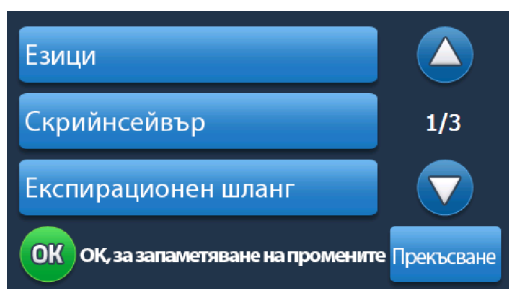 Езици
Скрийнсейвър
1/3
Експирационен шланг
OK OK, за запаметяване на промените
Прекъсване